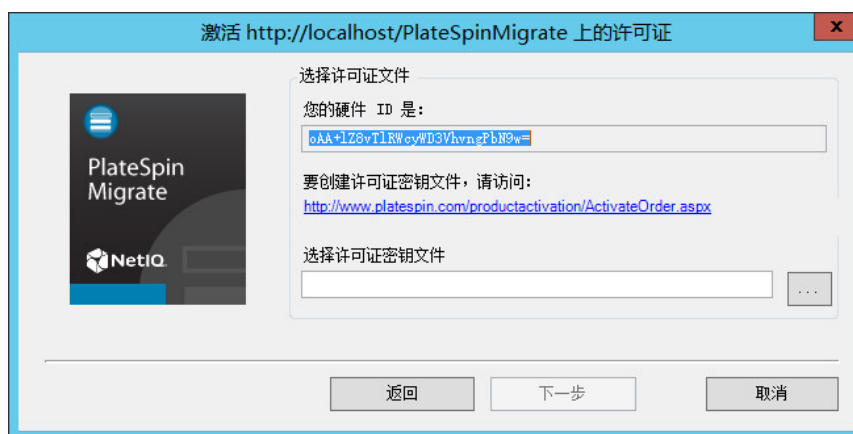 激活 http://localhost/PlateSpinMigrate 上的许可证
x
选择许可证文件
您的硬件 ID 是:
oAA+lZ8vTlRWcyWD3VhvngPbN9w=
PlateSpin
Migrate
NetIQ
要创建许可证密钥文件，请访问:
http://www.platespin.com/productactivation/ActivateOrder.aspx
选择许可证密钥文件
...
返回
下一步
取消